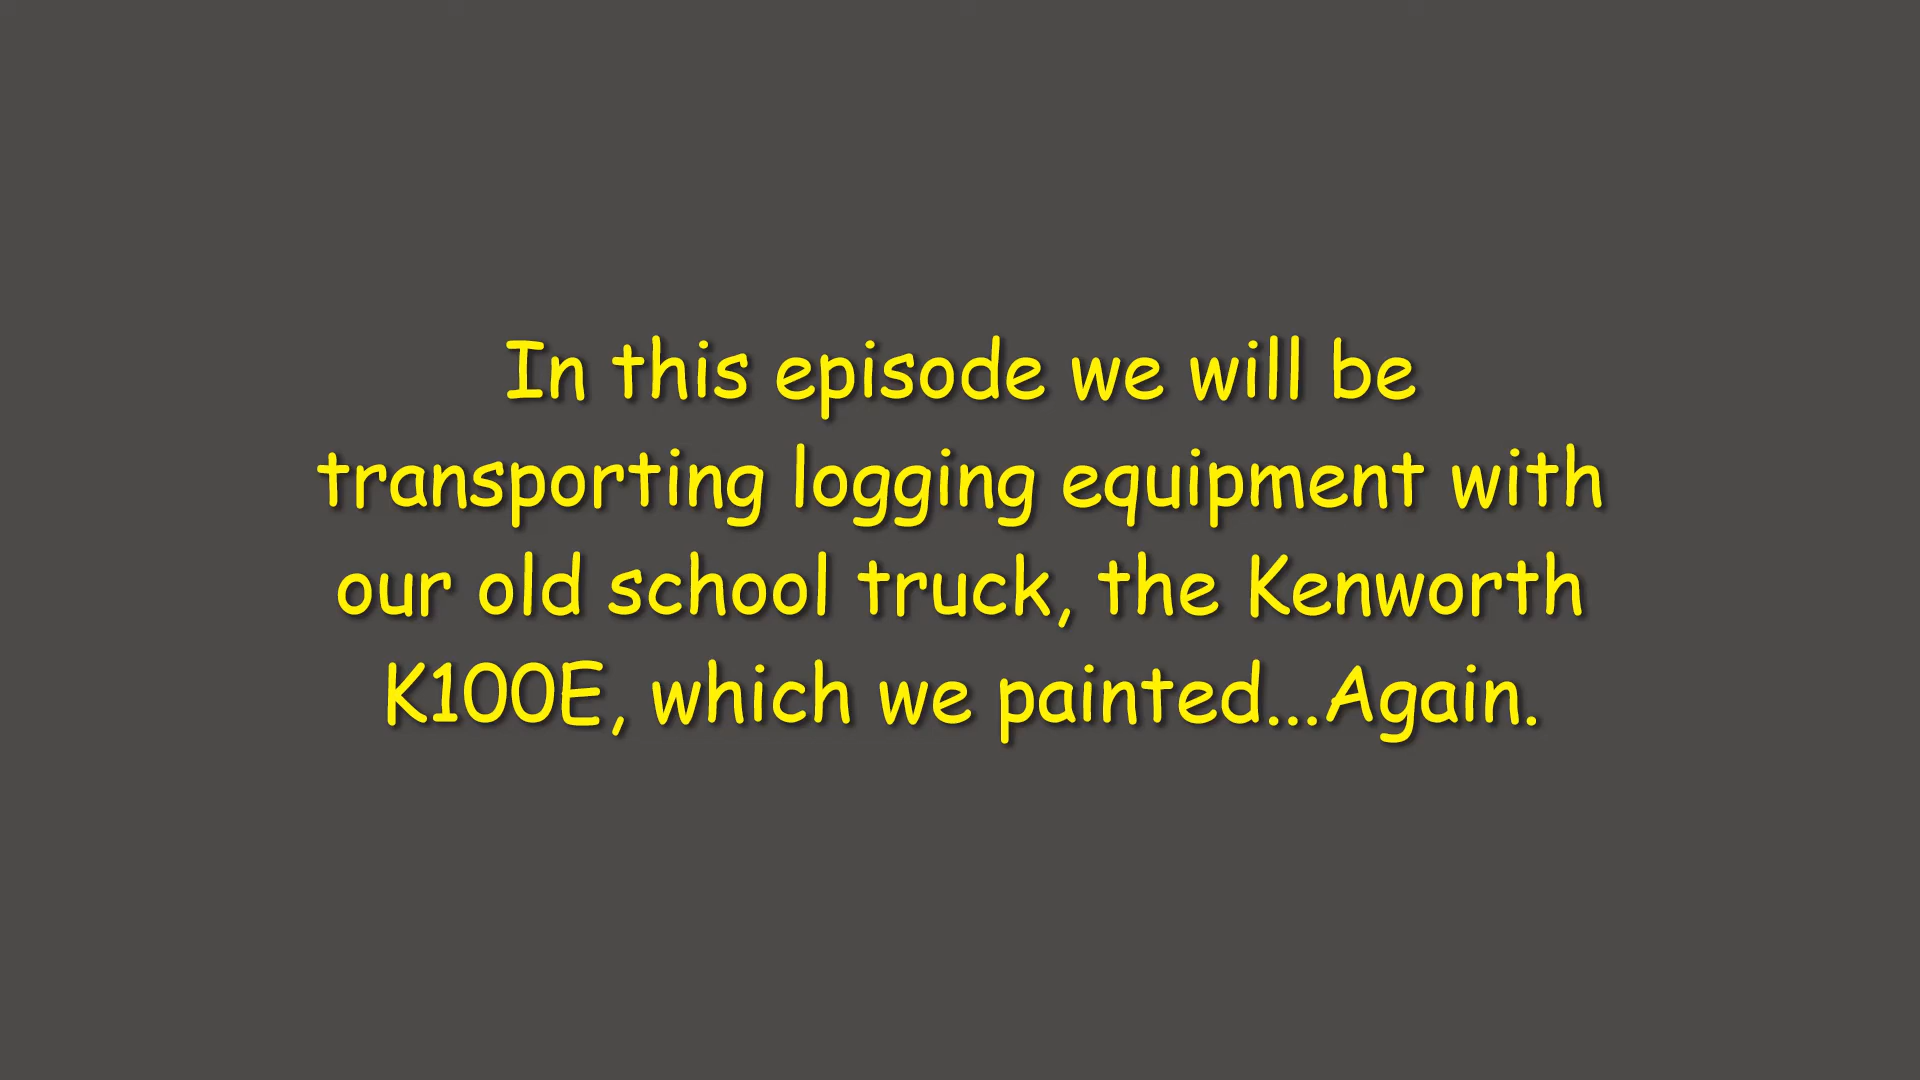 In this episode we will be
transporting logging equipment with
our old school truck, the Kenworth
K100E, which we painted...Again.